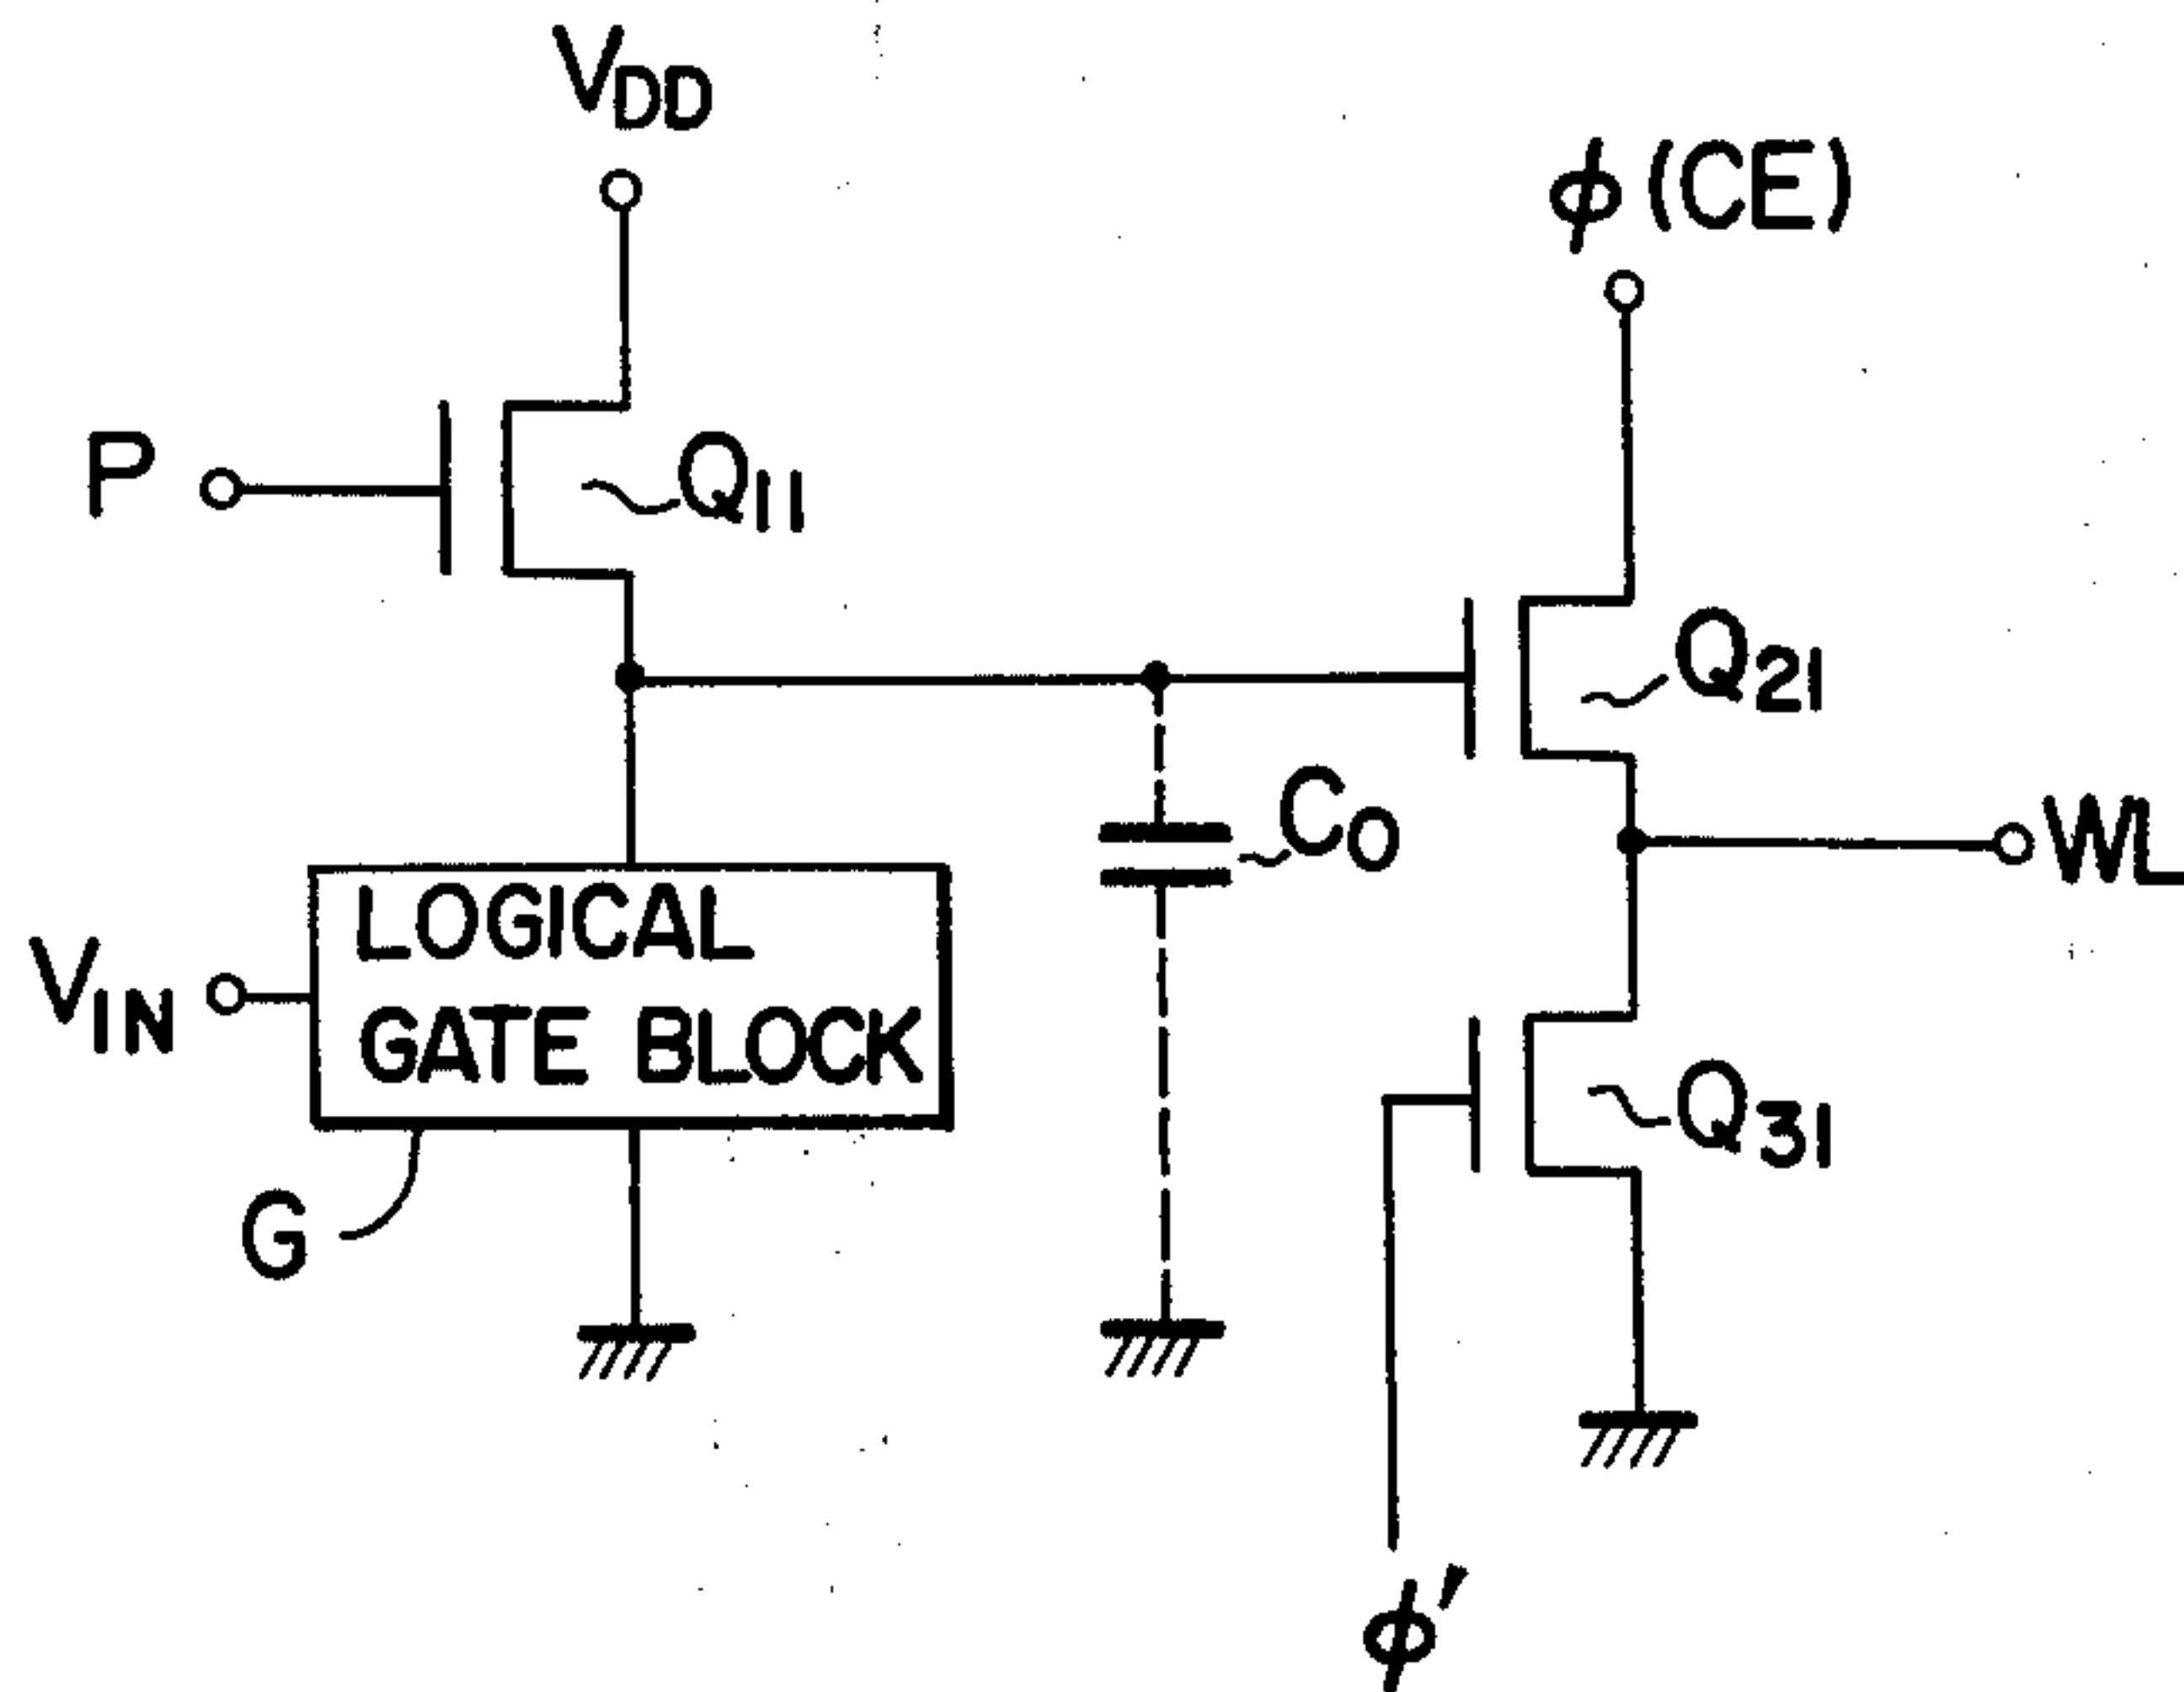 VDD
φ (CE)
P
Q11
Q21
CO
WL
LOGICAL
GATE BLOCK
VIN
Q31
G
φ'